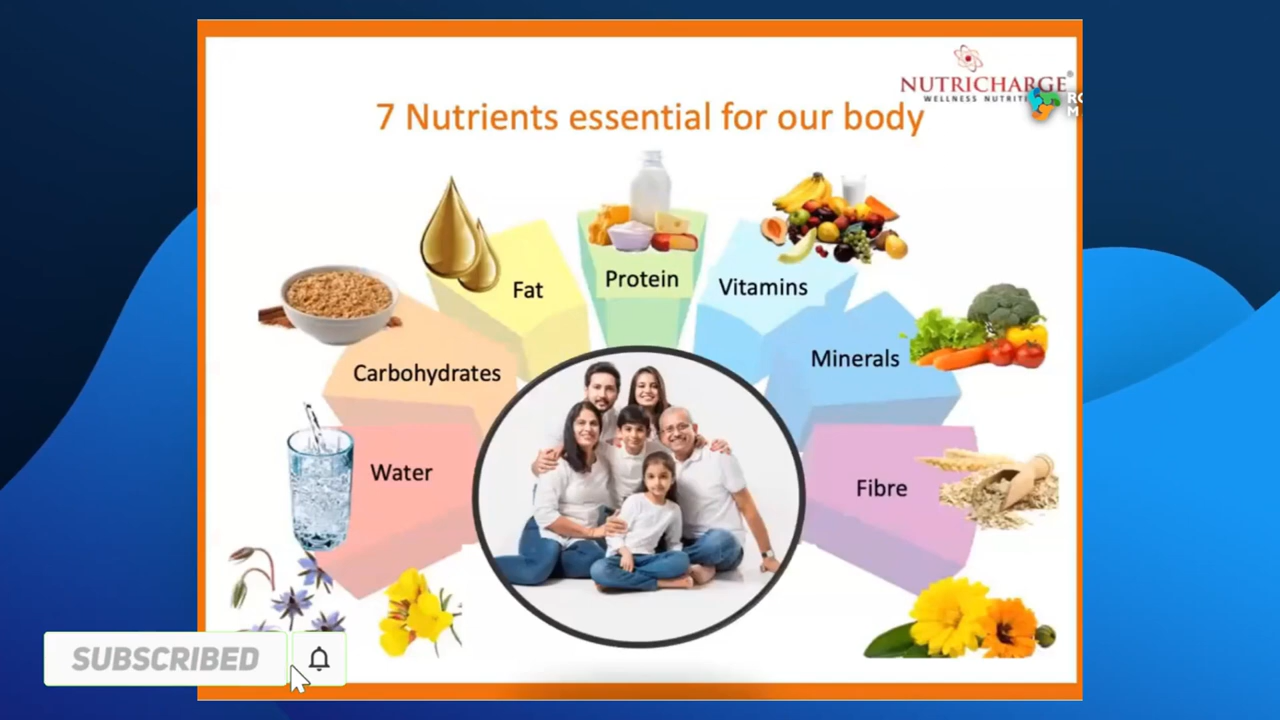 NUTRICHARGE®
WELLNESS NUTRITI
7 Nutrients essential for our body
Fat
Protein
Vitamins
Carbohydrates
Minerals
Water
Fibre
SUBSCRIBED